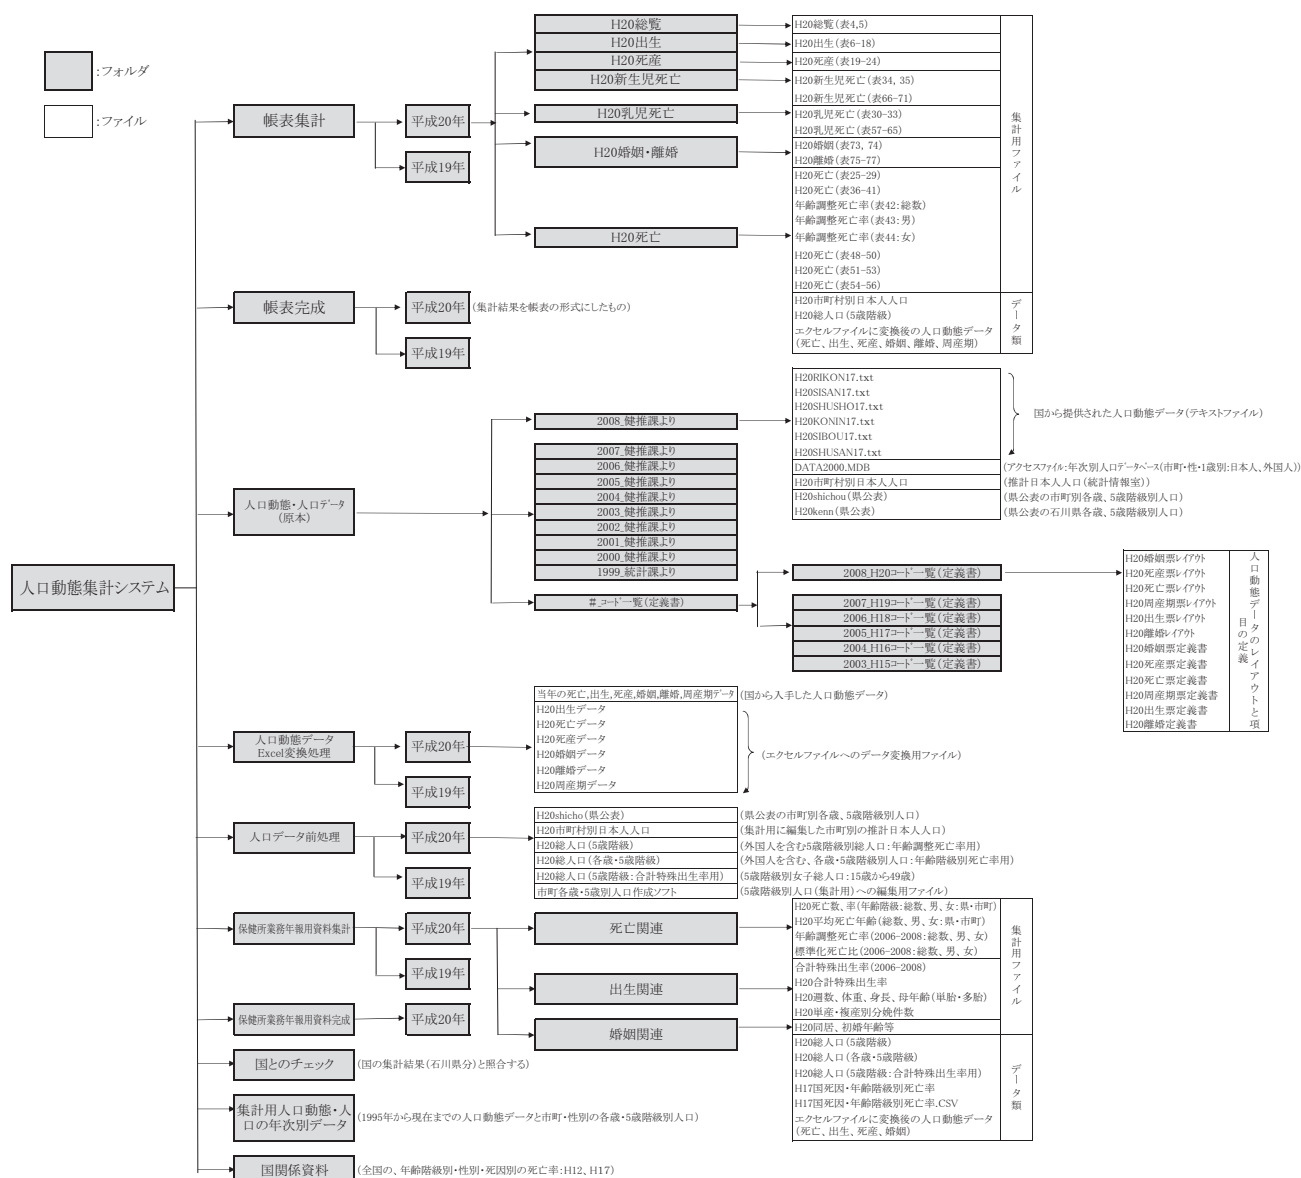 :フォルダ
:ファイル
人口動態集計システム
帳表集計
平成20年
平成19年
H20総覧
H20出生
H20死産
H20新生児死亡
H20乳児死亡
H20婚姻・離婚
H20死亡
H20総覧(表4,5)
H20出生(表6-18)
H20死産(表19-24)
H20新生児死亡(表34, 35)
H20新生児死亡(表66-71)
H20乳児死亡(表30-33)
H20乳児死亡(表57-65)
H20婚姻(表73, 74)
H20離婚(表75-77)
H20死亡(表25-29)
H20死亡(表36-41)
年齢調整死亡率(表42:総数)
年齢調整死亡率(表43:男)
年齢調整死亡率(表44:女)
H20死亡(表48-50)
H20死亡(表51-53)
H20死亡(表54-56)
集計用ファイル
H20市町村別日本人人口
H20総人口(5歳階級)
エクセルファイルに変換後の人口動態データ
(死亡、出生、死産、婚姻、離婚、周産期)
データ類
帳表完成
平成20年
(集計結果を帳表の形式にしたもの)
平成19年
人口動態・人口データ
(原本)
2008_健推課より
2007_健推課より
2006_健推課より
2005_健推課より
2004_健推課より
2003_健推課より
2002_健推課より
2001_健推課より
2000_健推課より
1999_統計課より
#_コード一覧(定義書)
H20RIKON17.txt
H20SISAN17.txt
H20SHUSHO17.txt
H20KONIN17.txt
H20SIBOU17.txt
H20SHUSAN17.txt
国から提供された人口動態データ(テキストファイル)
DATA2000.MDB
(アクセスファイル:年次別人口データベース(市町・性・1歳別:日本人、外国人))
H20市町村別日本人人口
(推計日本人人口(統計情報室))
H20shichou(県公表)
(県公表の市町別各歳、5歳階級別人口)
H20kenn(県公表)
(県公表の石川県各歳、5歳階級別人口)
2008_H20コード一覧(定義書)
2007_H19コード一覧(定義書)
2006_H18コード一覧(定義書)
2005_H17コード一覧(定義書)
2004_H16コード一覧(定義書)
2003_H15コード一覧(定義書)
H20婚姻票レイアウト
H20死産票レイアウト
H20死亡票レイアウト
H20周産期票レイアウト
H20出生票レイアウト
H20離婚レイアウト
H20婚姻票定義書
H20死産票定義書
H20死亡票定義書
H20周産期票定義書
H20出生票定義書
H20離婚定義書
人口動態データのレイアウトと項
目の定義
人口動態データ
Excel変換処理
平成20年
平成19年
当年の死亡,出生,死産,婚姻,離婚,周産期データ
(国から入手した人口動態データ)
H20出生データ
H20死亡データ
H20死産データ
H20婚姻データ
H20離婚データ
H20周産期データ
(エクセルファイルへのデータ変換用ファイル)
人口データ前処理
平成20年
平成19年
H20shicho(県公表)
(県公表の市町別各歳、5歳階級別人口)
H20市町村別日本人人口
(集計用に編集した市町別の推計日本人人口)
H20総人口(5歳階級)
(外国人を含む5歳階級別総人口:年齢調整死亡率用)
H20総人口(各歳・5歳階級)
(外国人を含む、各歳・5歳階級別人口:年齢階級別死亡率用)
H20総人口(5歳階級:合計特殊出生率用)
(5歳階級別女子総人口:15歳から49歳)
市町各歳・5歳別人口作成ソフト
(5歳階級別人口(集計用)への編集用ファイル)
保健所業務年報用資料集計
平成20年
平成19年
死亡関連
出生関連
婚姻関連
H20死亡数、率(年齢階級:総数、男、女:県・市町)
H20平均死亡年齢(総数、男、女:県・市町)
年齢調整死亡率(2006-2008:総数、男、女)
標準化死亡比(2006-2008:総数、男、女)
合計特殊出生率(2006-2008)
H20合計特殊出生率
H20週数、体重、身長、母年齢(単胎・多胎)
H20単産・複産別分娩件数
H20同居、初婚年齢等
集計用ファイル
H20総人口(5歳階級)
H20総人口(各歳・5歳階級)
H20総人口(5歳階級:合計特殊出生率用)
H17国死因・年齢階級別死亡率
H17国死因・年齢階級別死亡率.CSV
エクセルファイルに変換後の人口動態データ
(死亡、出生、死産、婚姻)
データ類
保健所業務年報用資料完成
平成20年
国とのチェック
(国の集計結果(石川県分)と照合する)
集計用人口動態・人
口の年次別データ
(1995年から現在までの人口動態データと市町・性別の各歳・5歳階級別人口)
国関係資料
(全国の、年齢階級別・性別・死因別の死亡率:H12、H17)